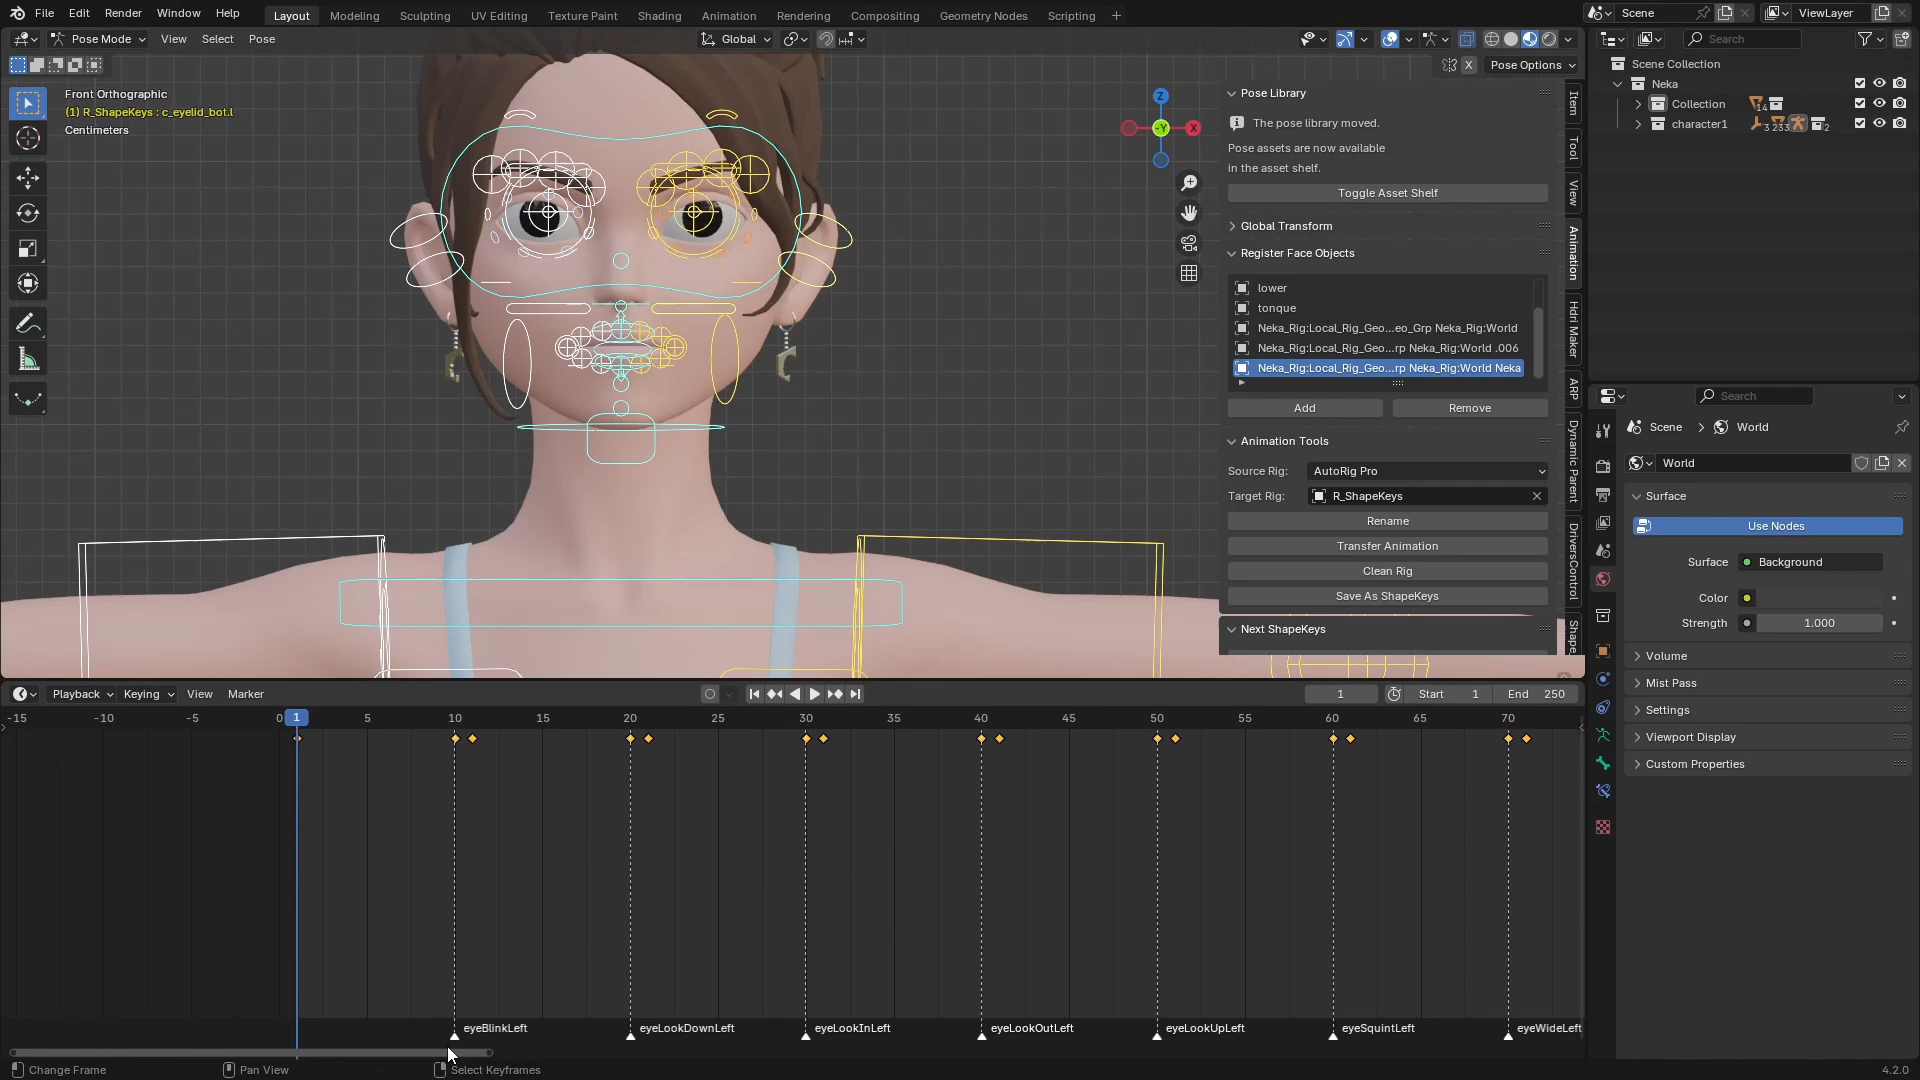 File Edit Render Window Help Layout Modeling Sculpting UV Editing Texture Paint Shading Animation Rendering Compositing Geometry Nodes Scripting + Scene ViewLayer
Pose Mode View Select Pose Global Search
X Pose Options
Scene Collection
Neka
Collection 14
character1 3 233 2
Front Orthographic
(1) R_ShapeKeys : c_eyelid_bot.l
Centimeters
Z
-Y
X
Pose Library
The pose library moved.
Pose assets are now available
in the asset shelf.
Toggle Asset Shelf
Global Transform
Register Face Objects
lower
tonque
Neka_Rig:Local_Rig_Geo...eo_Grp Neka_Rig:World
Neka_Rig:Local_Rig_Geo...rp Neka_Rig:World .006
Neka_Rig:Local_Rig_Geo...rp Neka_Rig:World Neka
Add Remove
Animation Tools
Source Rig: AutoRig Pro
Target Rig: R_ShapeKeys
Rename
Transfer Animation
Clean Rig
Save As ShapeKeys
Next ShapeKeys
Item
Tool
View
Animation
Hdri Maker
ARP
Dynamic Parent
DriversControl
Shape
Search
Scene > World
World
Surface
Use Nodes
Surface Background
Color
Strength 1.000
Volume
Mist Pass
Settings
Viewport Display
Custom Properties
Playback Keying View Marker 1 Start 1 End 250
-15 -10 -5 0 1 5 10 15 20 25 30 35 40 45 50 55 60 65 70
eyeBlinkLeft eyeLookDownLeft eyeLookInLeft eyeLookOutLeft eyeLookUpLeft eyeSquintLeft eyeWideLeft
Change Frame Pan View Select Keyframes 4.2.0